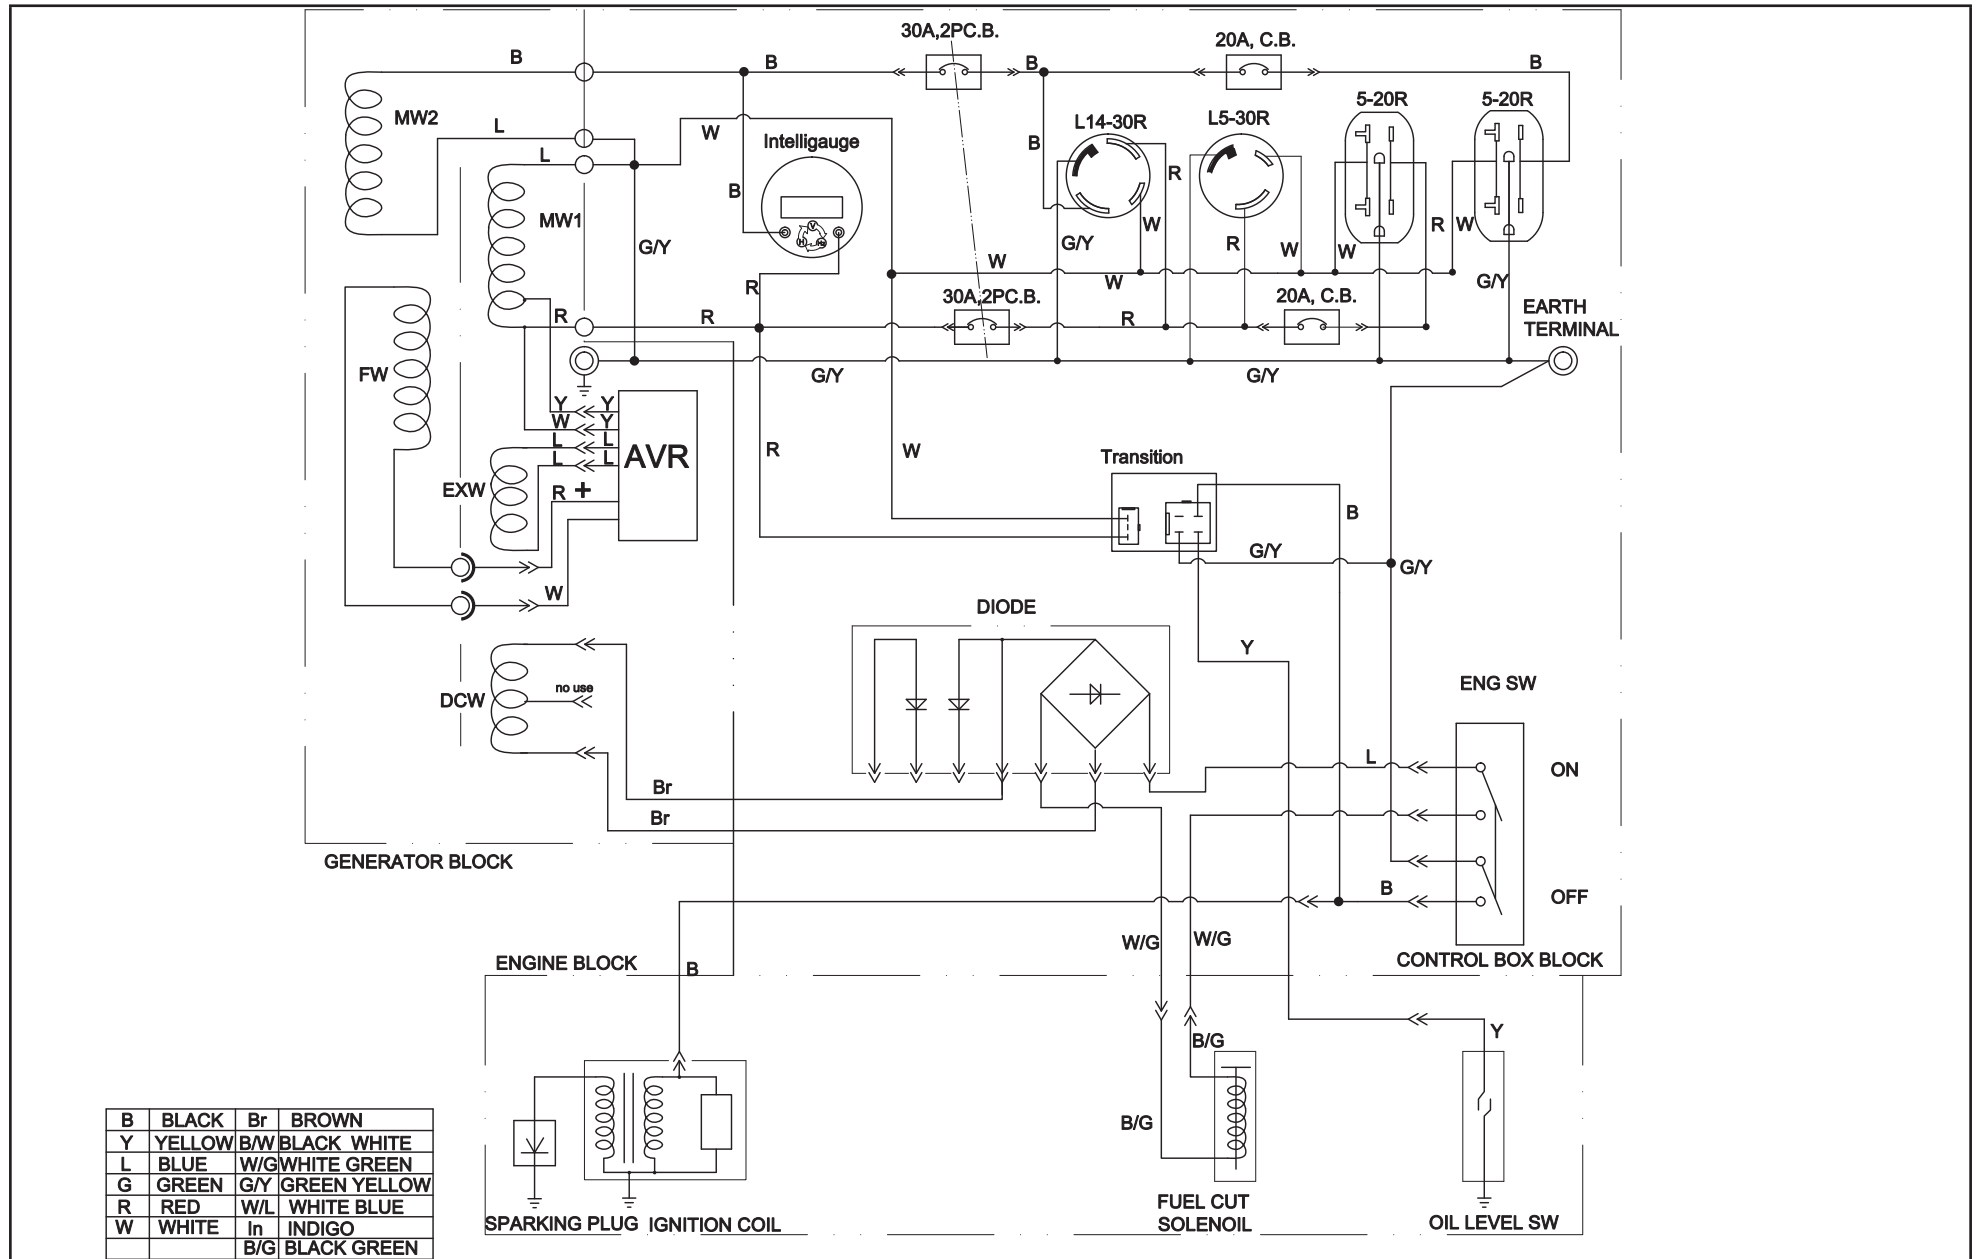 30A,2PC.B.
20A, C.B.
B
B
B
B
5-20R
5-20R
MW2
L
W
Intelligauge
L14-30R
L5-30R
B
L
R
B
MW1
V
H
Hz
G/Y
W
R
W
G/Y
R
W
W
R
W
W
W
G/Y
R
30A,2PC.B.
20A, C.B.
EARTH
TERMINAL
R
R
R
FW
G/Y
G/Y
Y
Y
W
Y
L
L
L
L
AVR
R
W
Transition
EXW
R
+
B
G/Y
G/Y
W
DIODE
Y
ENG SW
DCW
no use
L
ON
Br
Br
GENERATOR BLOCK
B
OFF
W/G
W/G
ENGINE BLOCK
B
CONTROL BOX BLOCK
Y
B/G
B/G
FUEL CUT
SOLENOIL
SPARKING PLUG
IGNITION COIL
OIL LEVEL SW
B BLACK Br BROWN
Y YELLOW B/W BLACK WHITE
L BLUE W/G WHITE GREEN
G GREEN G/Y GREEN YELLOW
R RED W/L WHITE BLUE
W WHITE In INDIGO
B/G BLACK GREEN